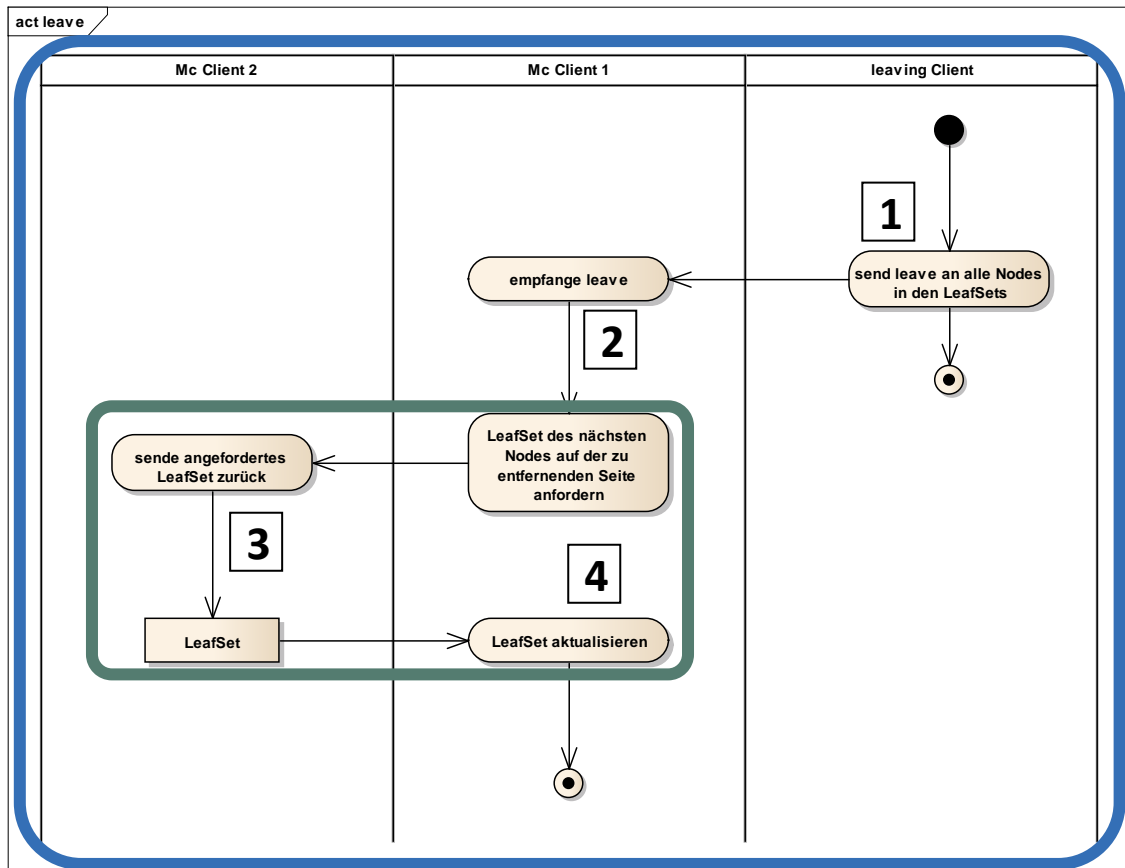 act leave
Mc Client 2
Mc Client 1
leaving Client
1
send leave an alle Nodes
in den LeafSets
empfange leave
2
LeafSet des nächsten
Nodes auf der zu
entfernenden Seite
anfordern
sende angefordertes
LeafSet zurück
3
4
LeafSet
LeafSet aktualisieren